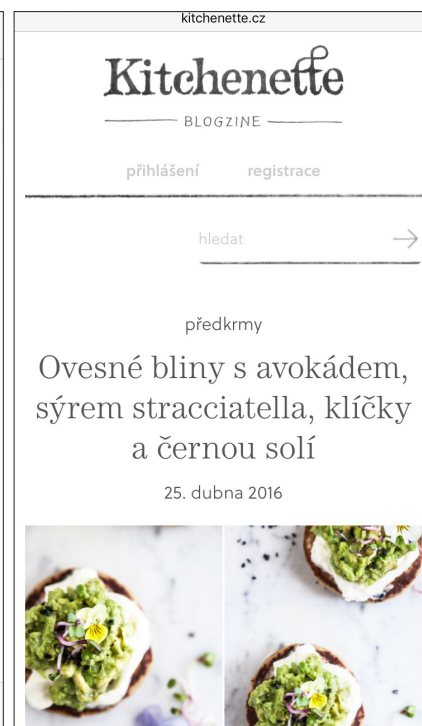 kitchenette.cz
Kitchenette
BLOGZINE
přihlášení registrace
hledat
předkrmy
Ovesné bliny s avokádem,
sýrem stracciatella, klíčky
a černou solí
25. dubna 2016